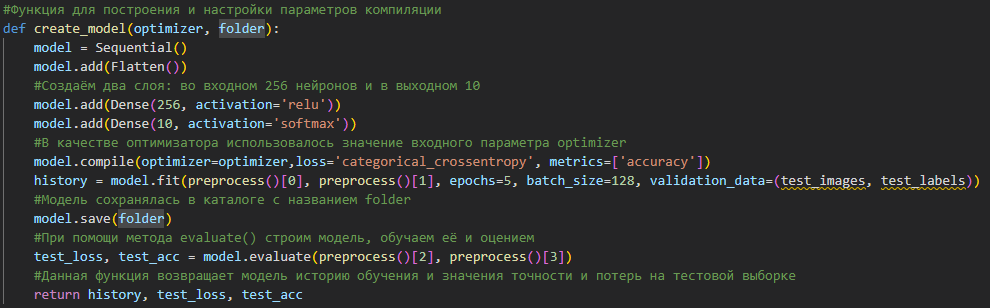 #Функция для построения и настройки параметров компиляции
def create_model(optimizer, folder):
    model = Sequential()
    model.add(Flatten())
    #Создаём два слоя: во входном 256 нейронов и в выходном 10
    model.add(Dense(256, activation='relu'))
    model.add(Dense(10, activation='softmax'))
    #В качестве оптимизатора использовалось значение входного параметра optimizer
    model.compile(optimizer=optimizer,loss='categorical_crossentropy', metrics=['accuracy'])
    history = model.fit(preprocess()[0], preprocess()[1], epochs=5, batch_size=128, validation_data=(test_images, test_labels))
    #Модель сохранялась в каталоге с названием folder
    model.save(folder)
    #При помощи метода evaluate() строим модель, обучаем её и оцением
    test_loss, test_acc = model.evaluate(preprocess()[2], preprocess()[3])
    #Данная функция возвращает модель историю обучения и значения точности и потерь на тестовой выборке
    return history, test_loss, test_acc